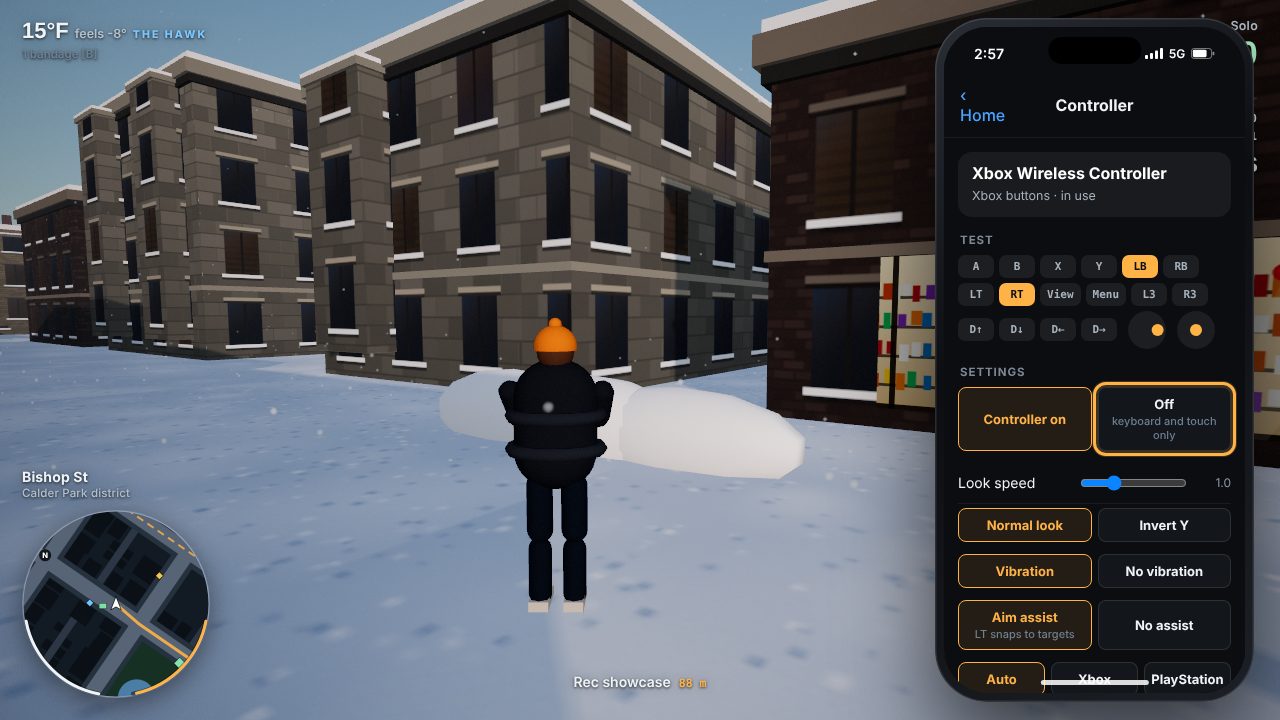 15°F feels -8° THE HAWK
1 bandage [B]
Solo
2:57
5G
‹
Home
Controller
Xbox Wireless Controller
Xbox buttons · in use
TEST
A B X Y LB RB
LT RT View Menu L3 R3
D↑ D↓ D← D→
SETTINGS
Controller on
Off
keyboard and touch
only
Look speed 1.0
Normal look Invert Y
Vibration No vibration
Aim assist
LT snaps to targets
No assist
Auto Xbox PlayStation
Bishop St
Calder Park district
N
Rec showcase 88 m